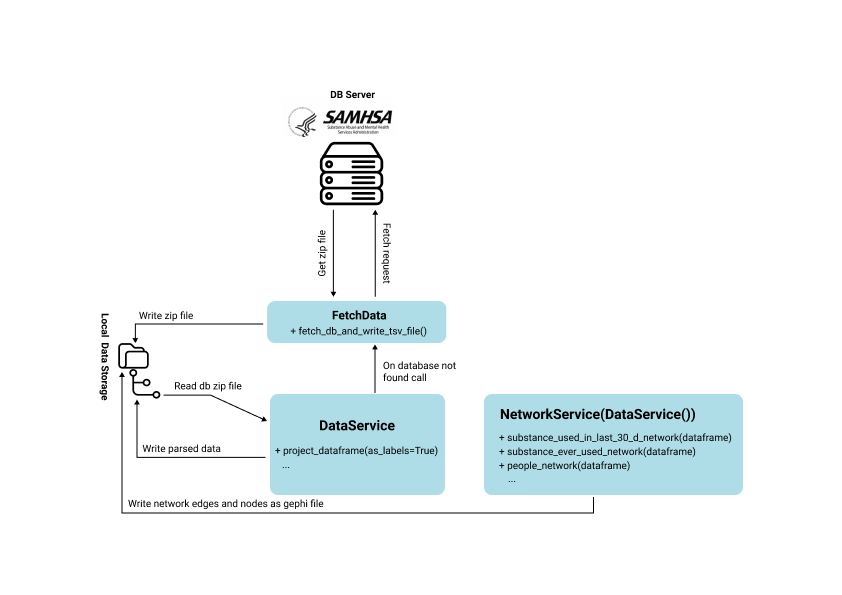 DB Server
SAMHSA
Substance Abuse and Mental Health
Services Administration
Get zip file
Fetch request
FetchData
+ fetch_db_and_write_tsv_file()
Write zip file
Local Data Storage
On database not
found call
Read db zip file
DataService
+ project_dataframe(as_labels=True)
...
Write parsed data
NetworkService(DataService())
+ substance_used_in_last_30_d_network(dataframe)
+ substance_ever_used_network(dataframe)
+ people_network(dataframe)
...
Write network edges and nodes as gephi file